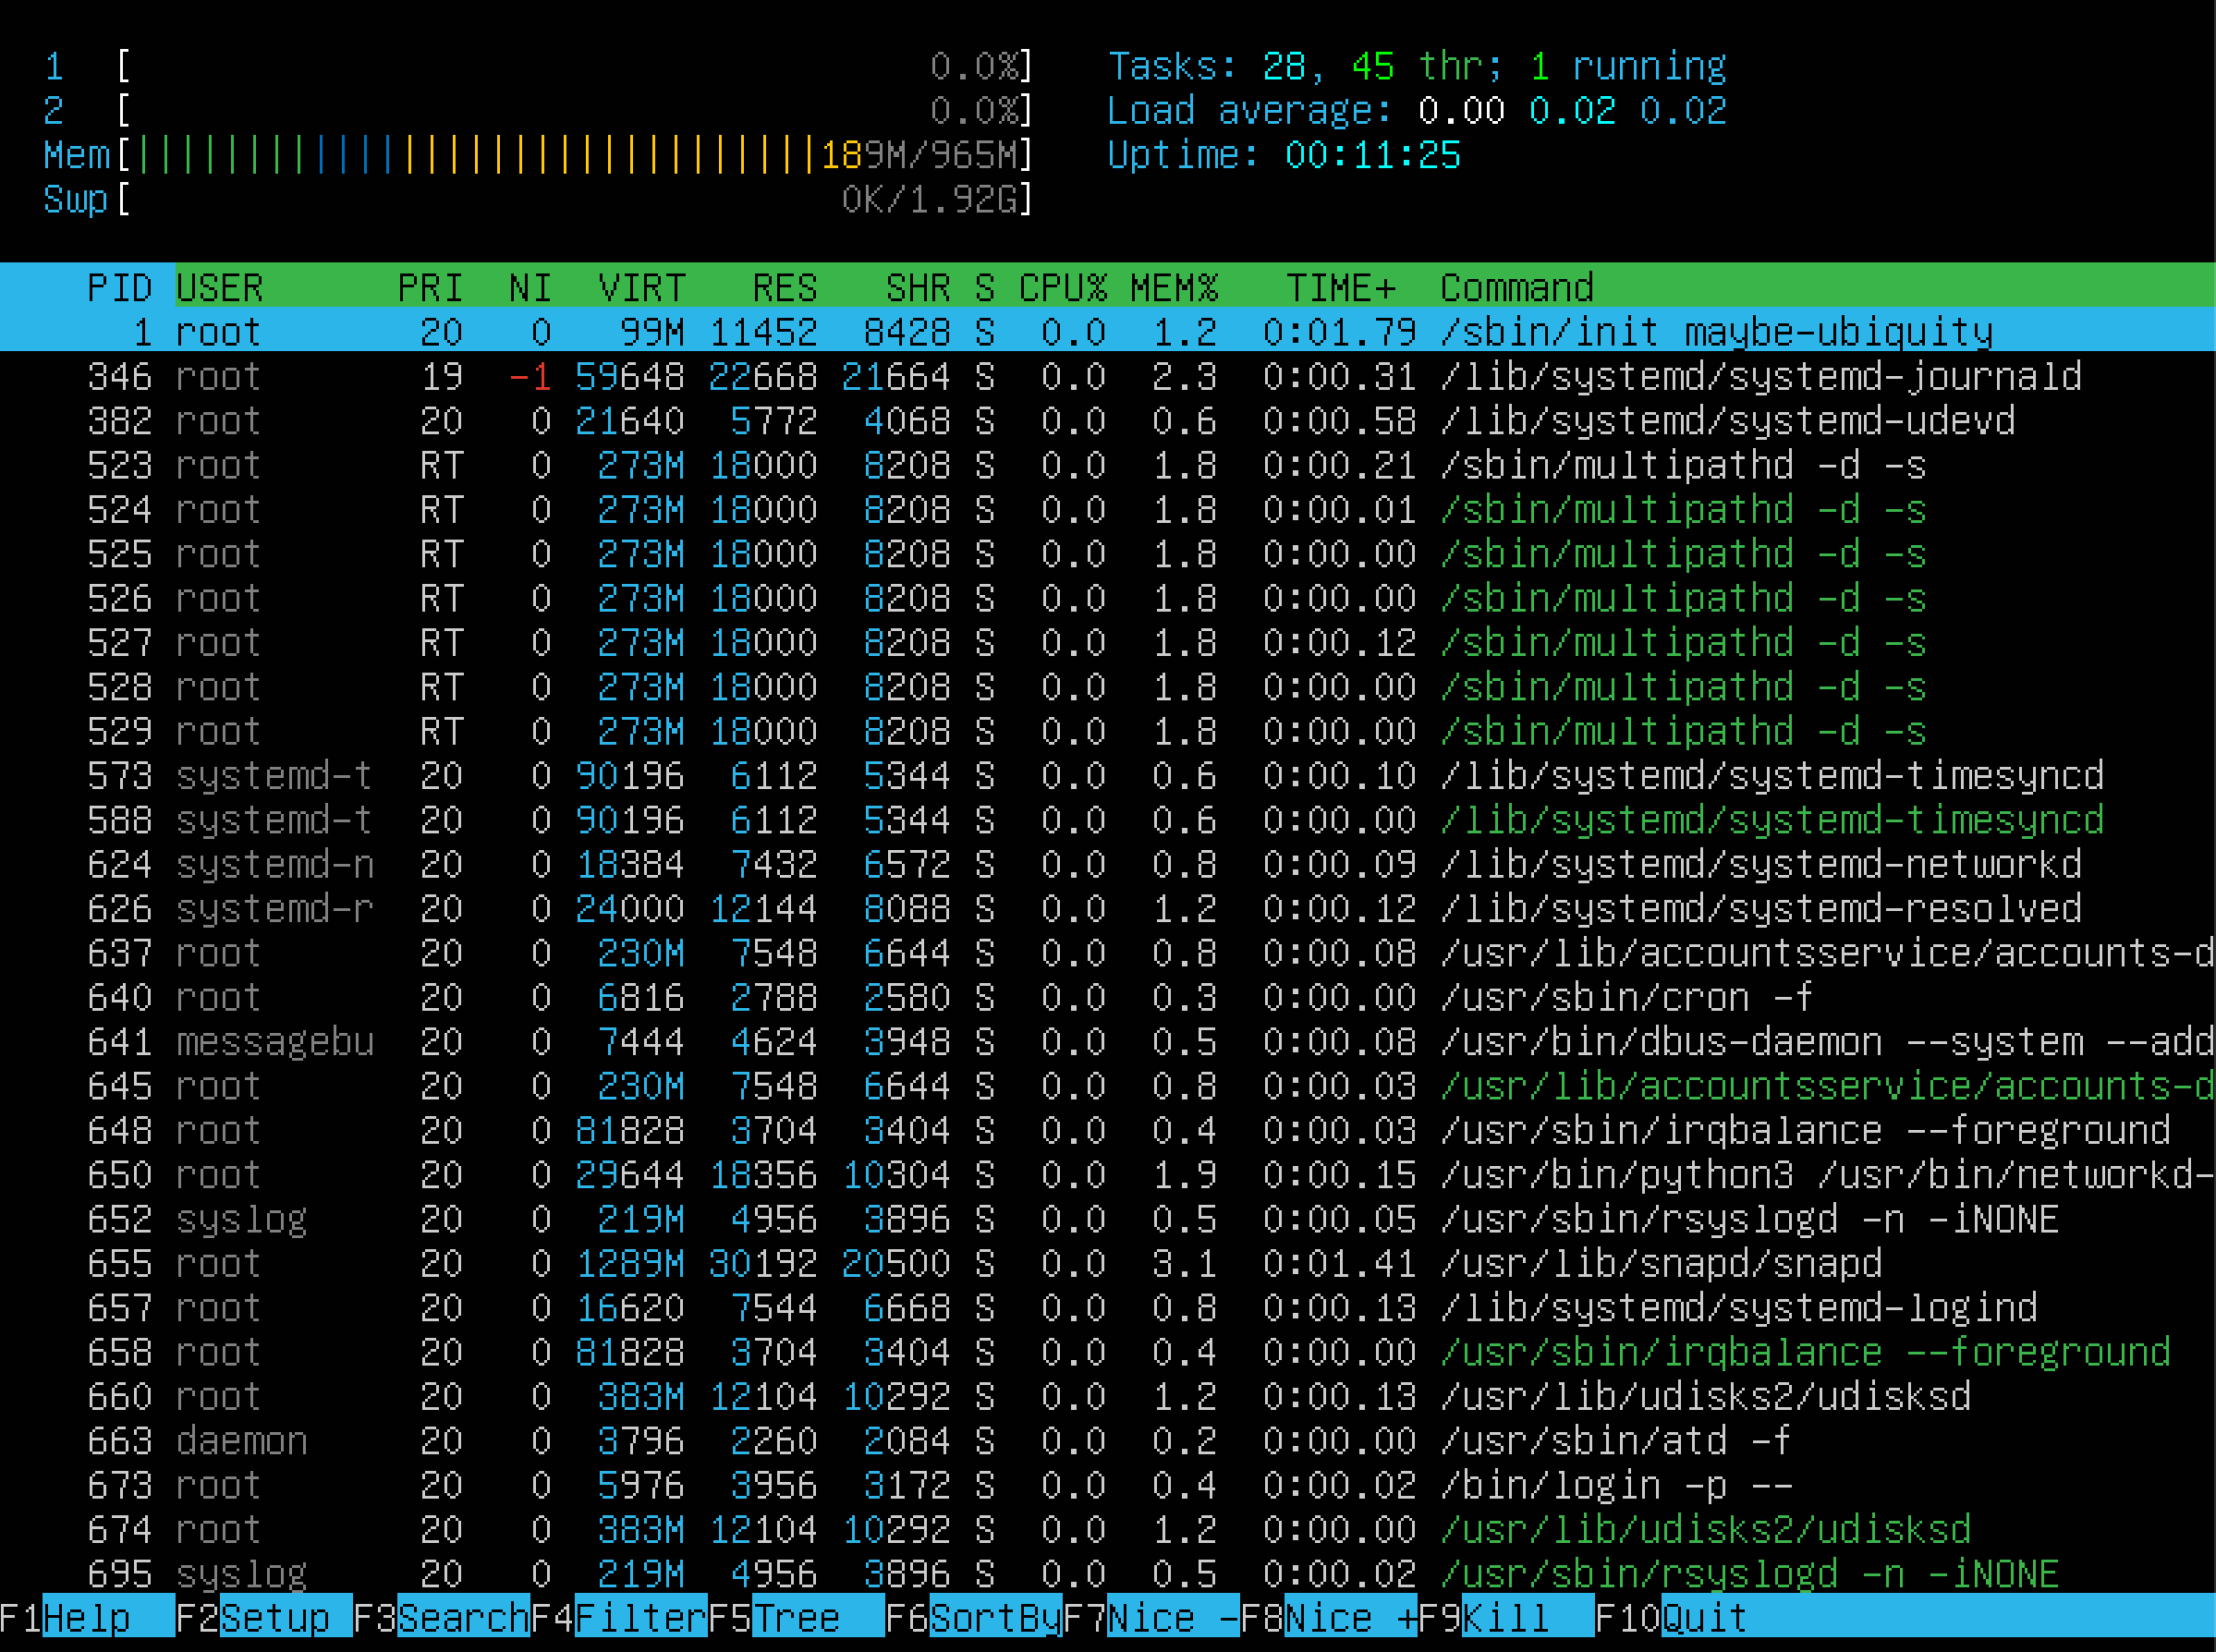 1 [ 0.0%] Tasks: 28, 45 thr; 1 running
2 [ 0.0%] Load average: 0.00 0.02 0.02
Mem[|||||||||||||||||||||||||||||||189M/965M] Uptime: 00:11:25
Swp[ 0K/1.92G]
PID USER PRI NI VIRT RES SHR S CPU% MEM% TIME+ Command
1 root 20 0 99M 11452 8428 S 0.0 1.2 0:01.79 /sbin/init maybe-ubiquity
346 root 19 -1 59648 22668 21664 S 0.0 2.3 0:00.31 /lib/systemd/systemd-journald
382 root 20 0 21640 5772 4068 S 0.0 0.6 0:00.58 /lib/systemd/systemd-udevd
523 root RT 0 273M 18000 8208 S 0.0 1.8 0:00.21 /sbin/multipathd -d -s
524 root RT 0 273M 18000 8208 S 0.0 1.8 0:00.01 /sbin/multipathd -d -s
525 root RT 0 273M 18000 8208 S 0.0 1.8 0:00.00 /sbin/multipathd -d -s
526 root RT 0 273M 18000 8208 S 0.0 1.8 0:00.00 /sbin/multipathd -d -s
527 root RT 0 273M 18000 8208 S 0.0 1.8 0:00.12 /sbin/multipathd -d -s
528 root RT 0 273M 18000 8208 S 0.0 1.8 0:00.00 /sbin/multipathd -d -s
529 root RT 0 273M 18000 8208 S 0.0 1.8 0:00.00 /sbin/multipathd -d -s
573 systemd-t 20 0 90196 6112 5344 S 0.0 0.6 0:00.10 /lib/systemd/systemd-timesyncd
588 systemd-t 20 0 90196 6112 5344 S 0.0 0.6 0:00.00 /lib/systemd/systemd-timesyncd
624 systemd-n 20 0 18384 7432 6572 S 0.0 0.8 0:00.09 /lib/systemd/systemd-networkd
626 systemd-r 20 0 24000 12144 8088 S 0.0 1.2 0:00.12 /lib/systemd/systemd-resolved
637 root 20 0 230M 7548 6644 S 0.0 0.8 0:00.08 /usr/lib/accountsservice/accounts-d
640 root 20 0 6816 2788 2580 S 0.0 0.3 0:00.00 /usr/sbin/cron -f
641 messagebu 20 0 7444 4624 3948 S 0.0 0.5 0:00.08 /usr/bin/dbus-daemon --system --add
645 root 20 0 230M 7548 6644 S 0.0 0.8 0:00.03 /usr/lib/accountsservice/accounts-d
648 root 20 0 81828 3704 3404 S 0.0 0.4 0:00.03 /usr/sbin/irqbalance --foreground
650 root 20 0 29644 18356 10304 S 0.0 1.9 0:00.15 /usr/bin/python3 /usr/bin/networkd-
652 syslog 20 0 219M 4956 3896 S 0.0 0.5 0:00.05 /usr/sbin/rsyslogd -n -iNONE
655 root 20 0 1289M 30192 20500 S 0.0 3.1 0:01.41 /usr/lib/snapd/snapd
657 root 20 0 16620 7544 6668 S 0.0 0.8 0:00.13 /lib/systemd/systemd-logind
658 root 20 0 81828 3704 3404 S 0.0 0.4 0:00.00 /usr/sbin/irqbalance --foreground
660 root 20 0 383M 12104 10292 S 0.0 1.2 0:00.13 /usr/lib/udisks2/udisksd
663 daemon 20 0 3796 2260 2084 S 0.0 0.2 0:00.00 /usr/sbin/atd -f
673 root 20 0 5976 3956 3172 S 0.0 0.4 0:00.02 /bin/login -p --
674 root 20 0 383M 12104 10292 S 0.0 1.2 0:00.00 /usr/lib/udisks2/udisksd
695 syslog 20 0 219M 4956 3896 S 0.0 0.5 0:00.02 /usr/sbin/rsyslogd -n -iNONE
F1Help F2Setup F3SearchF4FilterF5Tree F6SortByF7Nice -F8Nice +F9Kill F10Quit